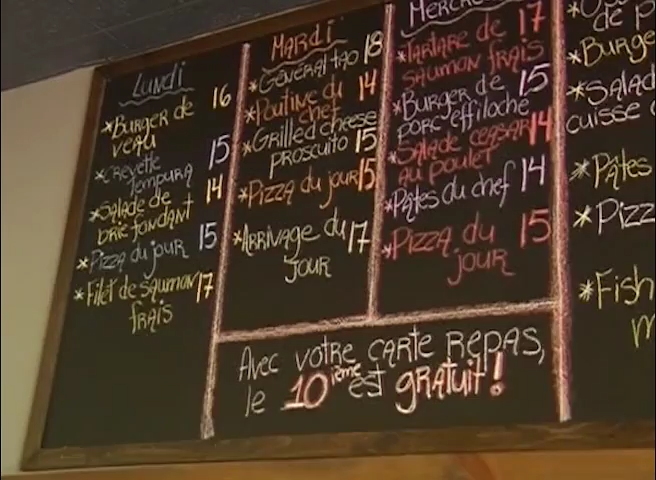 Lundi
*Burger de 16
veau
*Crevette 15
Tempura
*Salade de 14
brie fondant
*Pizza du jour 15
*Filet de saumon 17
frais
Mardi
*Général tao 18
*Poutine du 14
chef
*Grilled cheese
proscuito 15
*Pizza du jour 15
*Arrivage du 17
jour
Mercre
*Tartare de 17
saumon frais
*Burger de 15
porc effiloche
*Salade ceasar 14
au poulet
*Pâtes du chef 14
*Pizza du 15
jour
de p
*Burge
*Salad
cuisse
*Pâtes
*Pizz
*Fish
Avec votre carte repas,
le 10ième est gratuit!